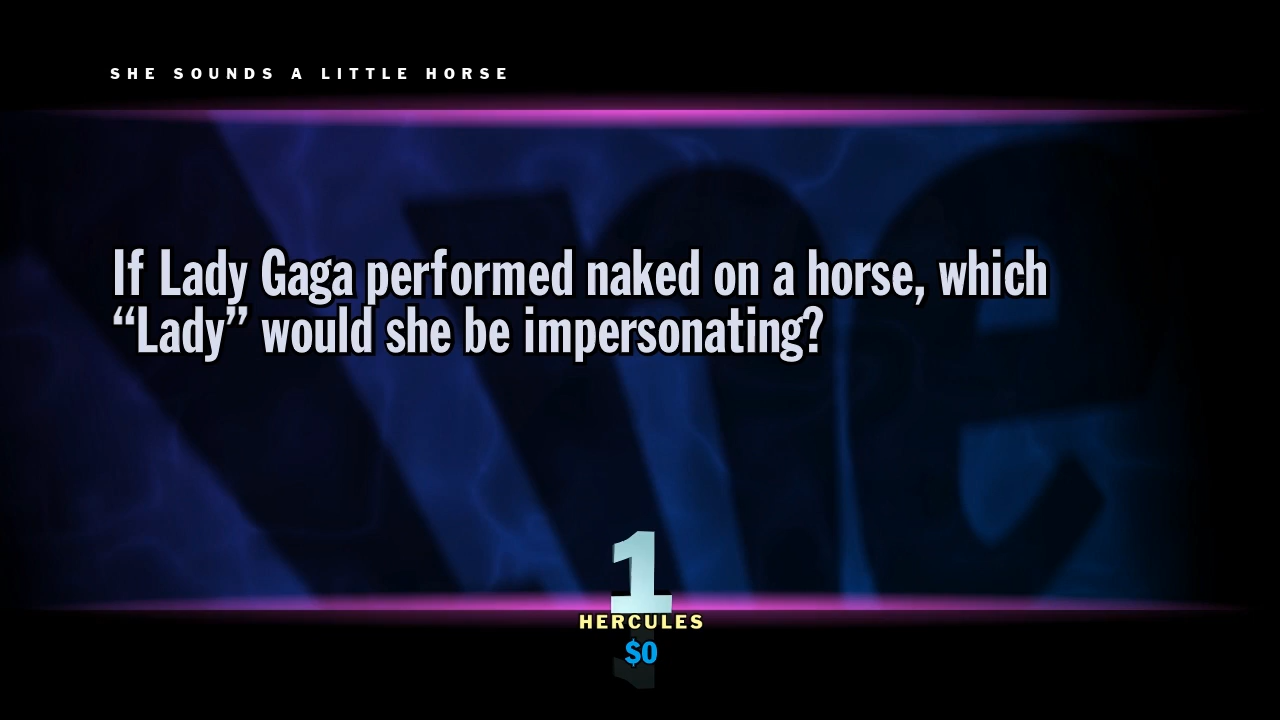 SHE SOUNDS A LITTLE HORSE
If Lady Gaga performed naked on a horse, which
“Lady” would she be impersonating?
1
HERCULES
$0